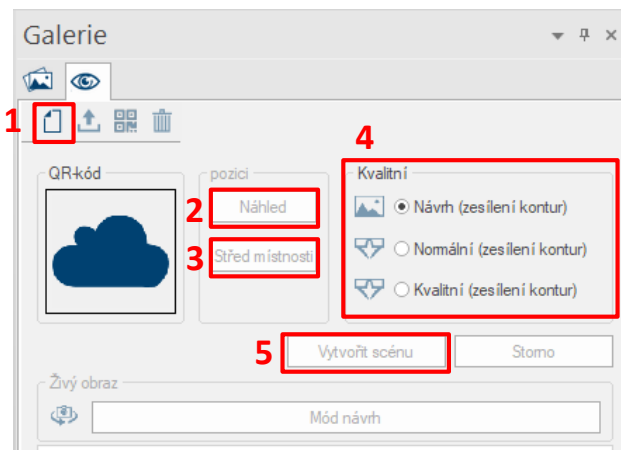 Galerie
1
4
QR-kód
pozici
Kvalitní
2
Náhled
Návrh (zesílení kontur)
3
Střed místnosti
Normální (zesílení kontur)
Kvalitní (zesílení kontur)
5
Vytvořit scénu
Storno
Živý obraz
Mód návrh